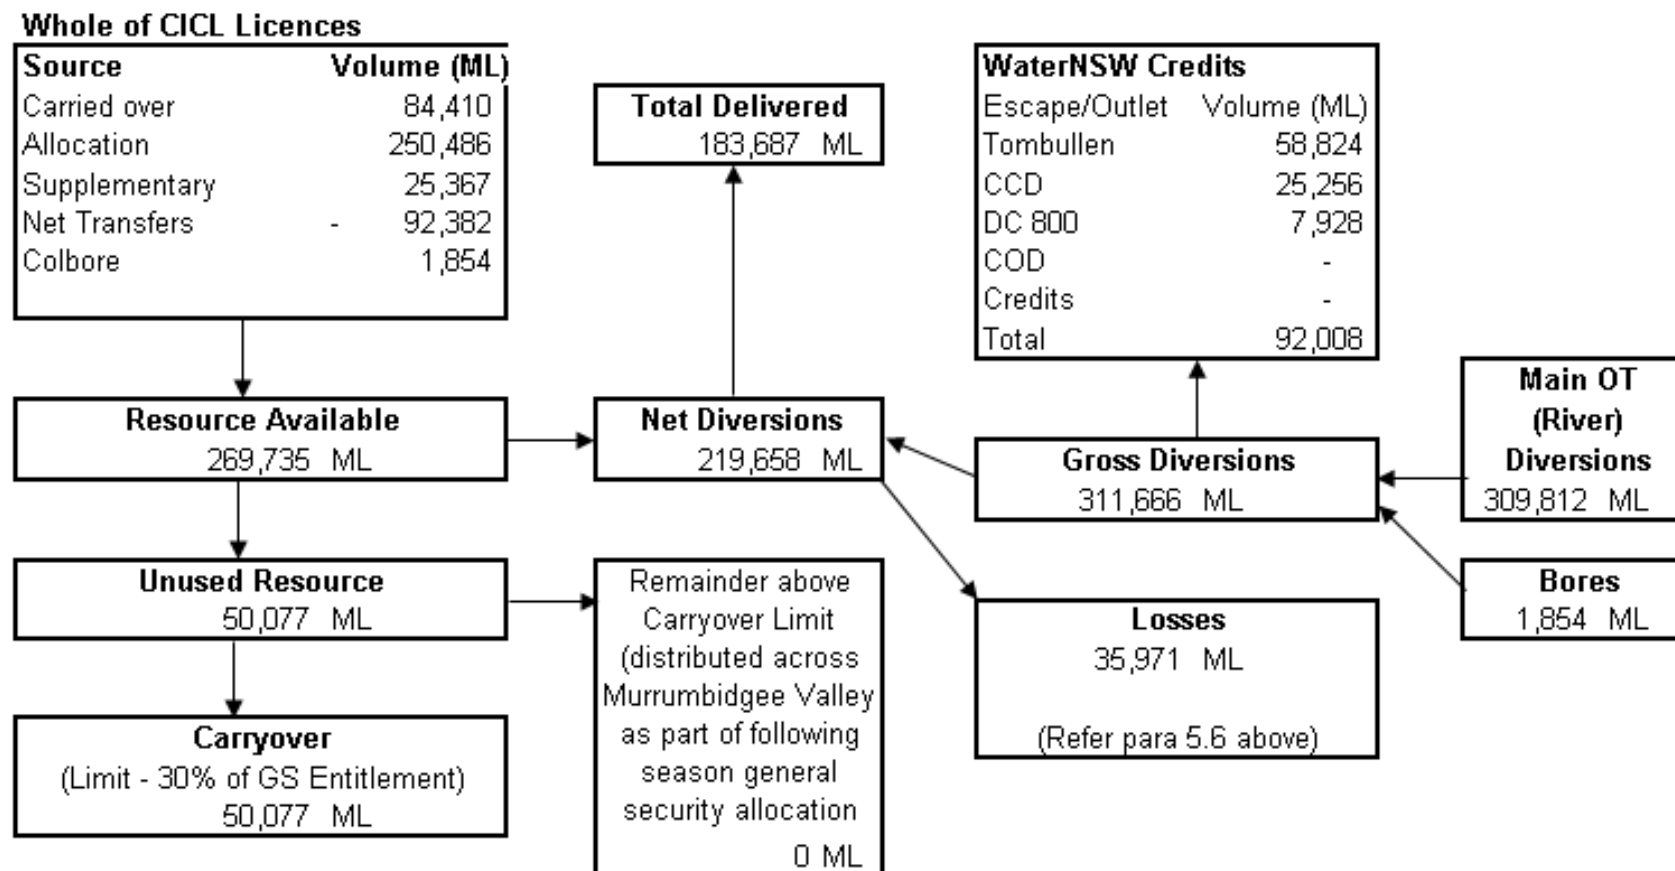 Whole of CICL Licences
Source Volume (ML)
Carried over 84,410
Allocation 250,486
Supplementary 25,367
Net Transfers - 92,382
Colbore 1,854
Total Delivered
183,687 ML
WaterNSW Credits
Escape/Outlet Volume (ML)
Tombullen 58,824
CCD 25,256
DC 800 7,928
COD -
Credits -
Total 92,008
Resource Available
269,735 ML
Net Diversions
219,658 ML
Gross Diversions
311,666 ML
Main OT
(River)
Diversions
309,812 ML
Unused Resource
50,077 ML
Remainder above
Carryover Limit
(distributed across
Murrumbidgee Valley
as part of following
season general
security allocation
0 ML
Losses
35,971 ML
(Refer para 5.6 above)
Bores
1,854 ML
Carryover
(Limit - 30% of GS Entitlement)
50,077 ML